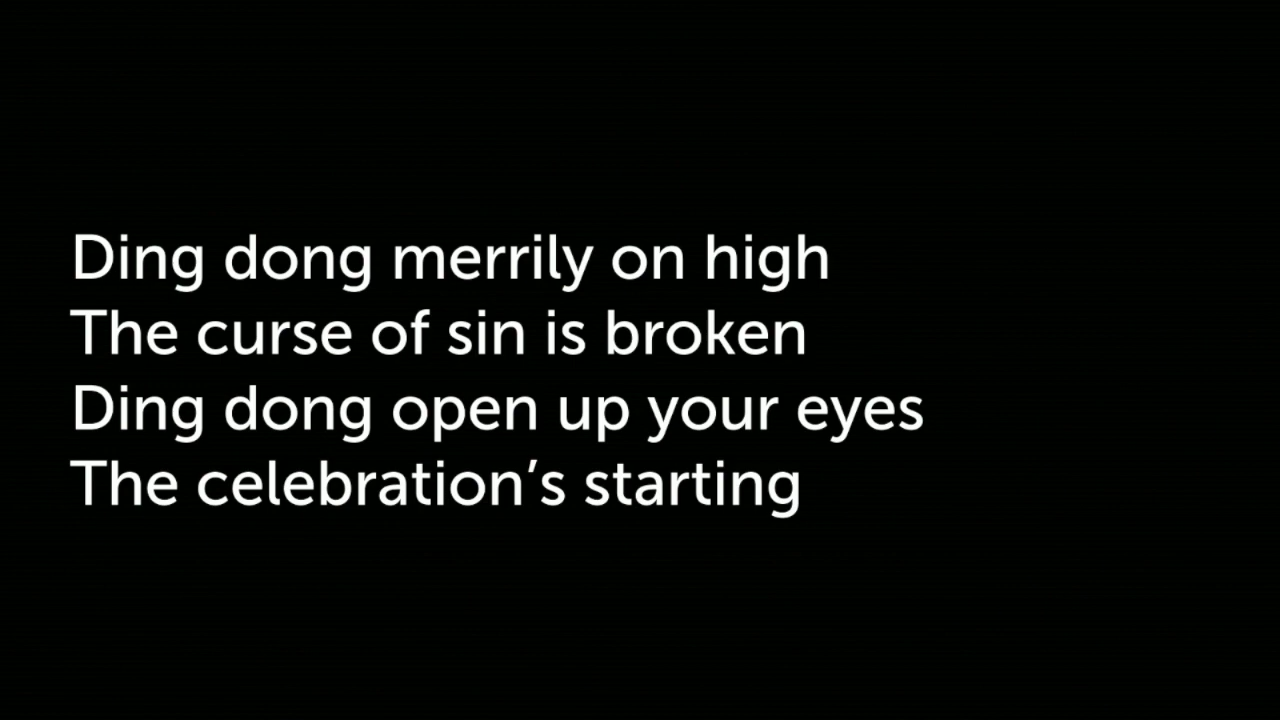 Ding dong merrily on high
The curse of sin is broken
Ding dong open up your eyes
The celebration’s starting